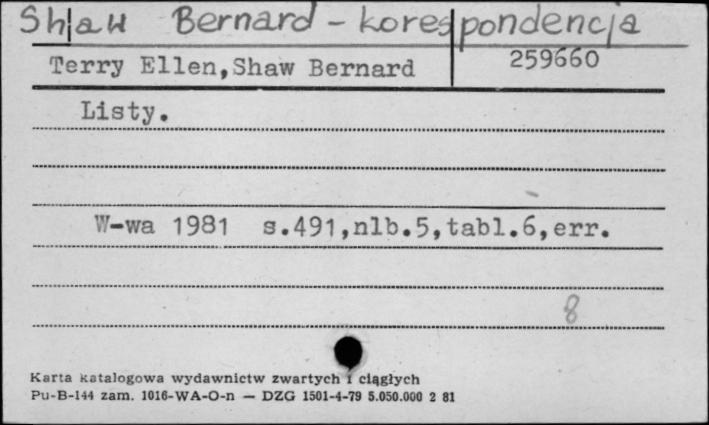 Shaw Bernard - korespondencja
Terry Ellen, Shaw Bernard 259660
Listy.
W-wa 1981 s.491,nlb.5,tabl.6,err.
8
Karta katalogowa wydawnictw zwartych i ciągłych
Pu-B-144 zam. 1016-WA-O-n — DZG 1501-4-79 5.050.000 2 81